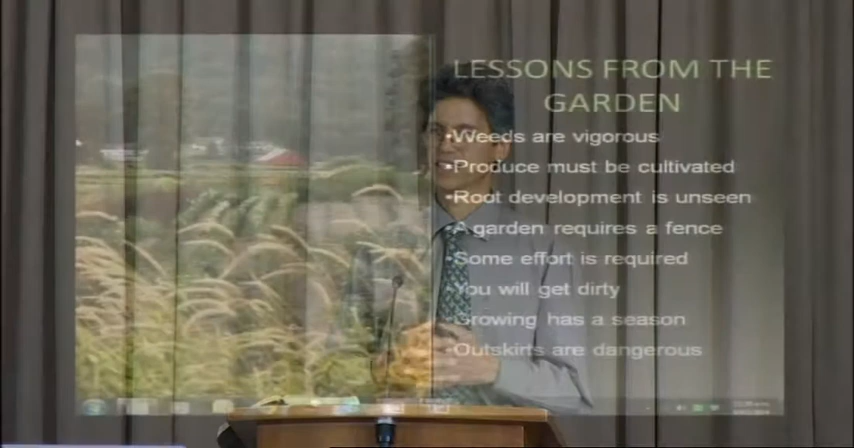 LESSONS FROM THE
GARDEN
•Weeds are vigorous
•Produce must be cultivated
•Root development is unseen
•A garden requires a fence
•Some effort is required
•You will get dirty
•Growing has a season
•Outskirts are dangerous